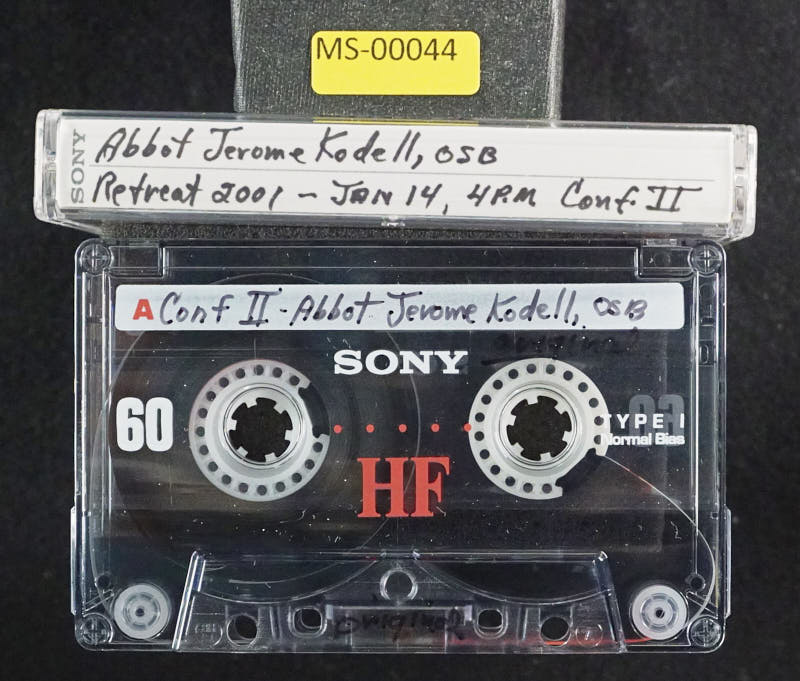 MS-00044
SONY
Abbot Jerome Kodell, OSB
Retreat 2001 - JAN 14, 4PM Conf. II
A Conf II - Abbot Jerome Kodell, OSB
original
SONY
60
TYPE I
Normal Bias
HF
original